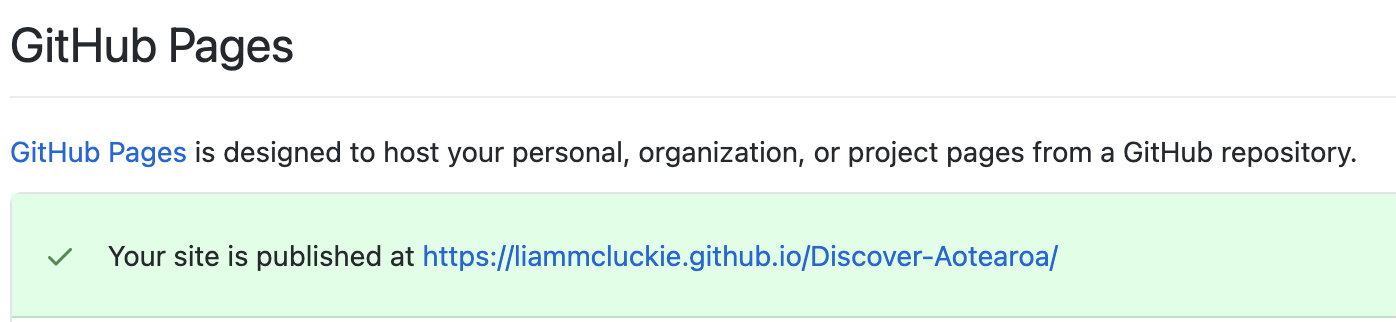 GitHub Pages
GitHub Pages is designed to host your personal, organization, or project pages from a GitHub repository.
Your site is published at https://liammcluckie.github.io/Discover-Aotearoa/